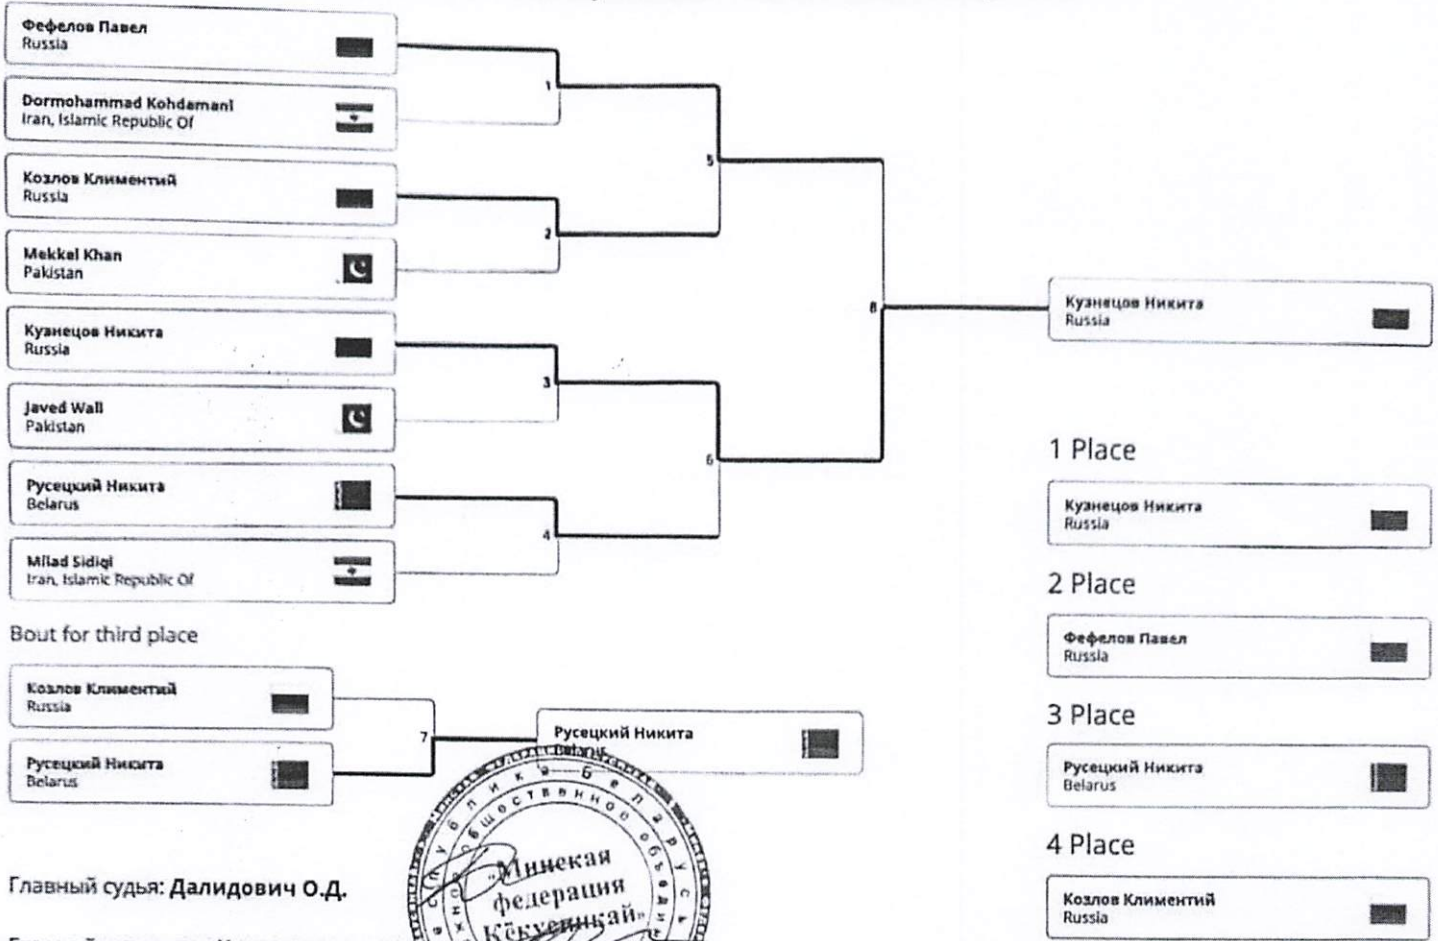 Фефелов Павел
Russia
Dormohammad Kohdamani
Iran, Islamic Republic Of
Козлов Климентий
Russia
Mekkel Khan
Pakistan
Кузнецов Никита
Russia
Javed Wali
Pakistan
Русецкий Никита
Belarus
Milad Sidiqi
Iran, Islamic Republic Of
1
2
3
4
5
6
8
Кузнецов Никита
Russia
Bout for third place
Козлов Климентий
Russia
Русецкий Никита
Belarus
7
Русецкий Никита
Belarus
1 Place
Кузнецов Никита
Russia
2 Place
Фефелов Павел
Russia
3 Place
Русецкий Никита
Belarus
4 Place
Козлов Климентий
Russia
Главный судья: Далидович О.Д.
Беларусь
общественное
"Минская
федерация
Кёкусинкай"